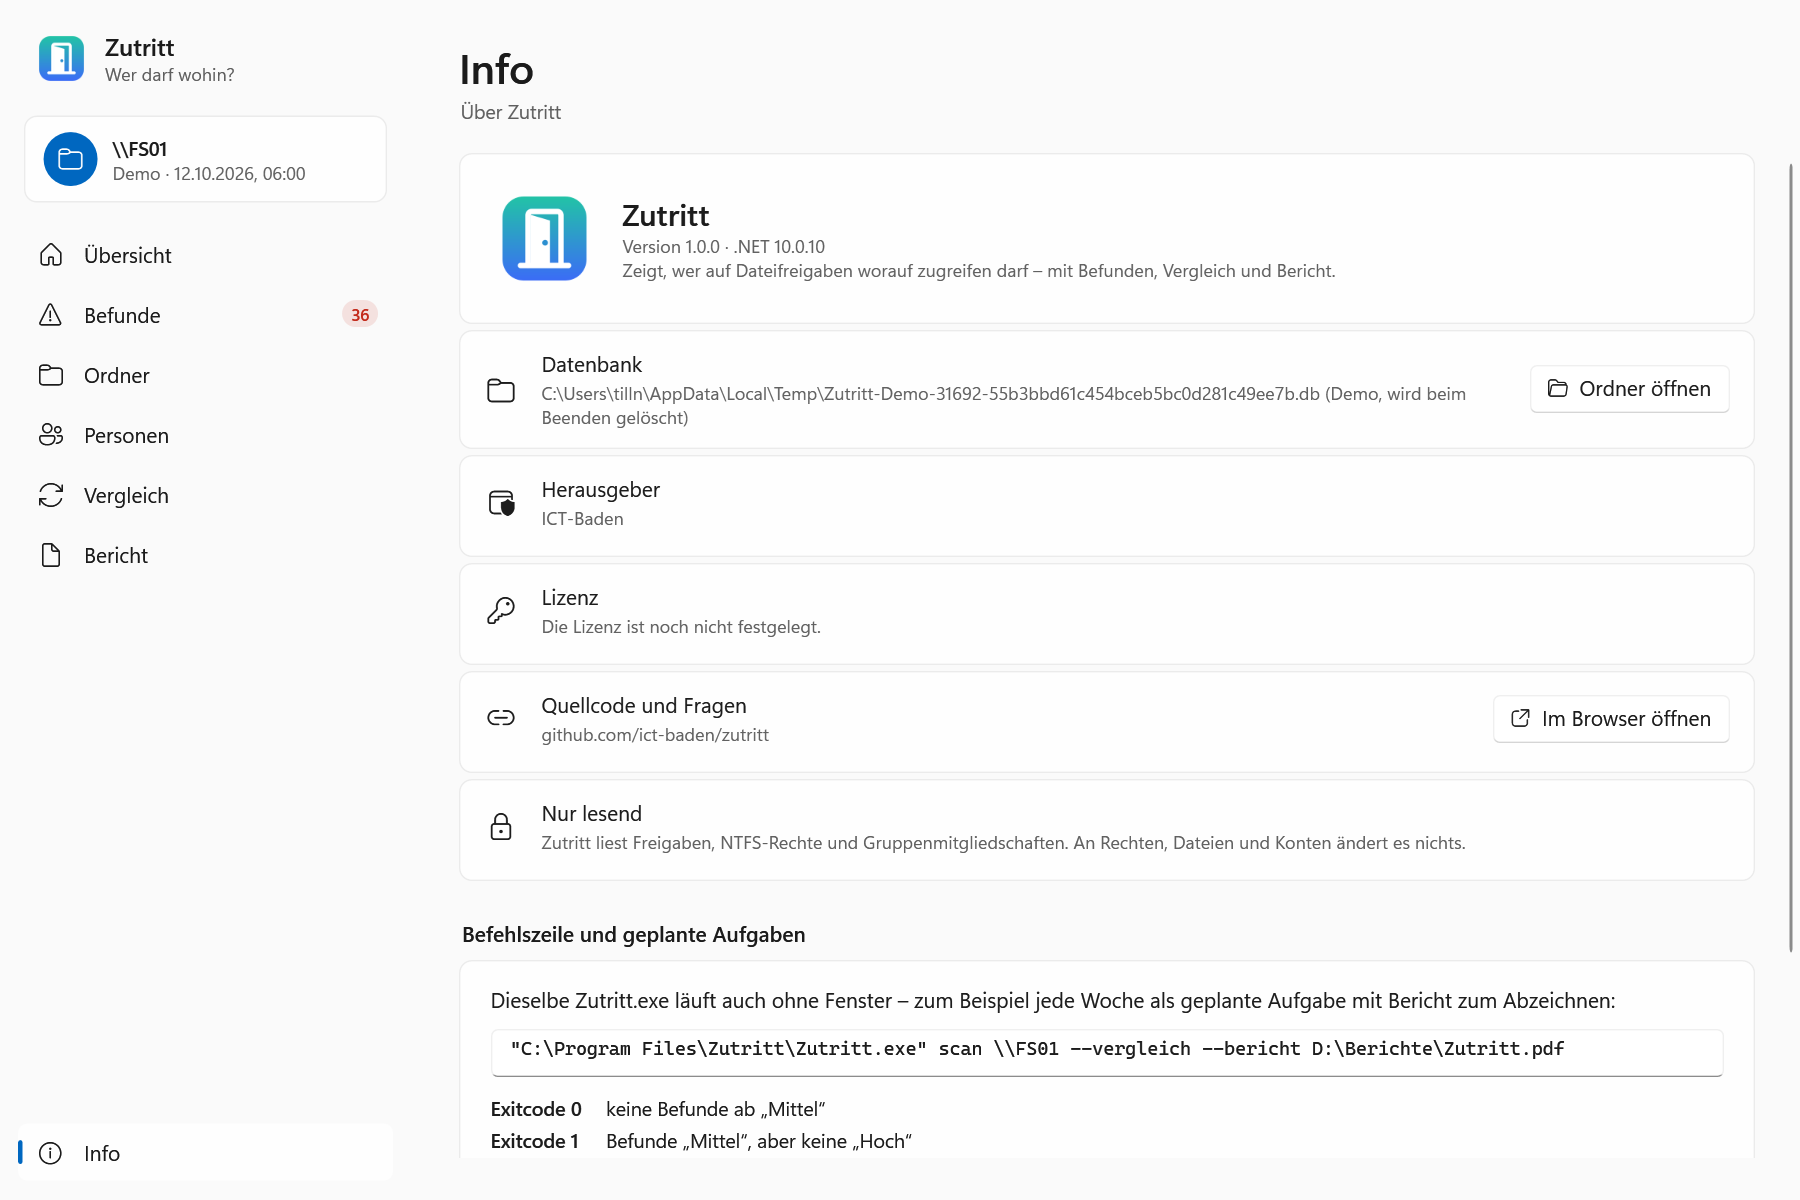 Zutritt
Wer darf wohin?
\\FS01
Demo · 12.10.2026, 06:00
Übersicht
Befunde
36
Ordner
Personen
Vergleich
Bericht
Info
Info
Über Zutritt
Zutritt
Version 1.0.0 · .NET 10.0.10
Zeigt, wer auf Dateifreigaben worauf zugreifen darf – mit Befunden, Vergleich und Bericht.
Datenbank
C:\Users\tilln\AppData\Local\Temp\Zutritt-Demo-31692-55b3bbd61c454bceb5bc0d281c49ee7b.db (Demo, wird beim
Beenden gelöscht)
Ordner öffnen
Herausgeber
ICT-Baden
Lizenz
Die Lizenz ist noch nicht festgelegt.
Quellcode und Fragen
github.com/ict-baden/zutritt
Im Browser öffnen
Nur lesend
Zutritt liest Freigaben, NTFS-Rechte und Gruppenmitgliedschaften. An Rechten, Dateien und Konten ändert es nichts.
Befehlszeile und geplante Aufgaben
Dieselbe Zutritt.exe läuft auch ohne Fenster – zum Beispiel jede Woche als geplante Aufgabe mit Bericht zum Abzeichnen:
"C:\Program Files\Zutritt\Zutritt.exe" scan \\FS01 --vergleich --bericht D:\Berichte\Zutritt.pdf
Exitcode 0 keine Befunde ab „Mittel“
Exitcode 1 Befunde „Mittel“, aber keine „Hoch“